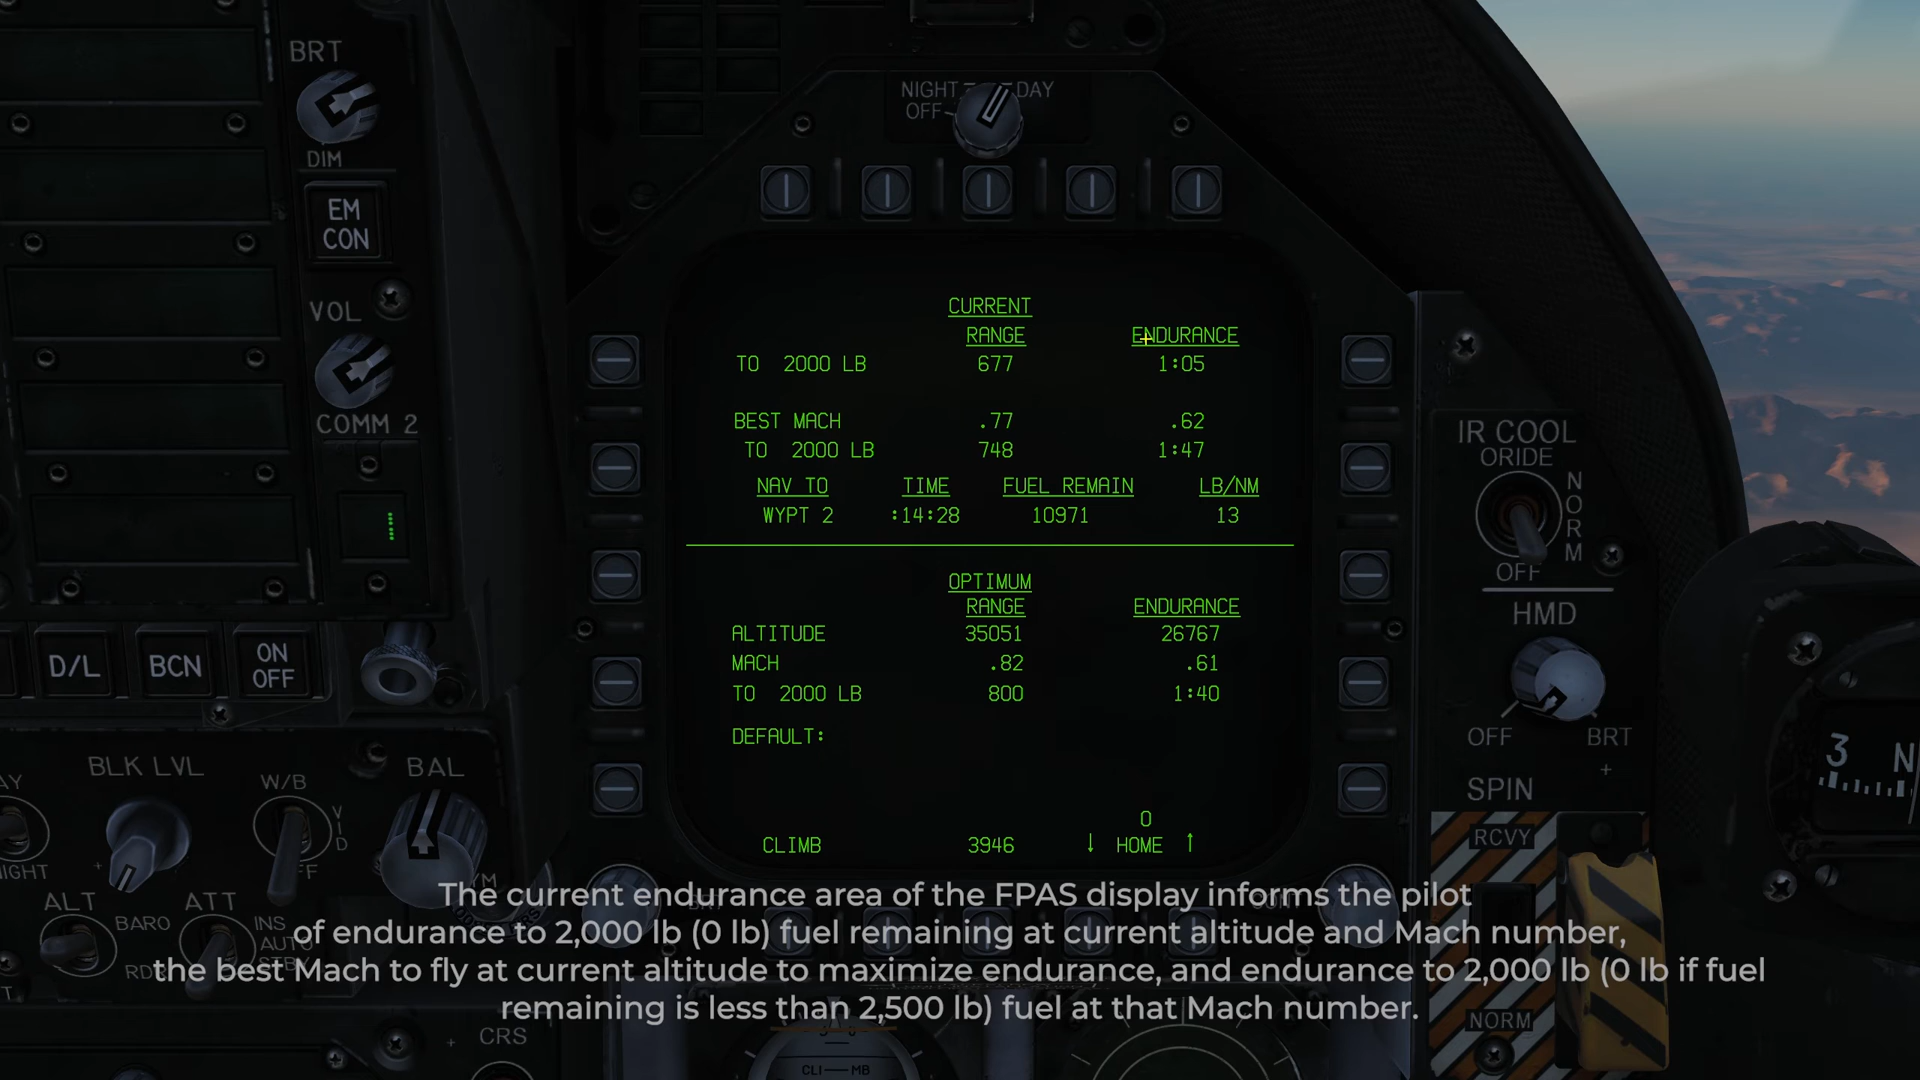 BRT
DIM
EM
CON
VOL
COMM 2
D/L
BCN
ON
OFF
BLK LVL
W/B
V
I
D
BAL
ALT
BARO
ATT
INS
AUTO
CRS
NIGHT
DAY
OFF
CURRENT
RANGE ENDURANCE
TO 2000 LB 677 1:05
BEST MACH .77 .62
TO 2000 LB 748 1:47
NAV TO TIME FUEL REMAIN LB/NM
WYPT 2 :14:28 10971 13
OPTIMUM
RANGE ENDURANCE
ALTITUDE 35051 26767
MACH .82 .61
TO 2000 LB 800 1:40
DEFAULT:
0
CLIMB 3946 ↓ HOME ↑
IR COOL
ORIDE
N
O
R
M
OFF
HMD
OFF BRT
SPIN
RCVY
NORM
3 N
The current endurance area of the FPAS display informs the pilot
of endurance to 2,000 lb (0 lb) fuel remaining at current altitude and Mach number,
the best Mach to fly at current altitude to maximize endurance, and endurance to 2,000 lb (0 lb if fuel
remaining is less than 2,500 lb) fuel at that Mach number.
CLI—MB